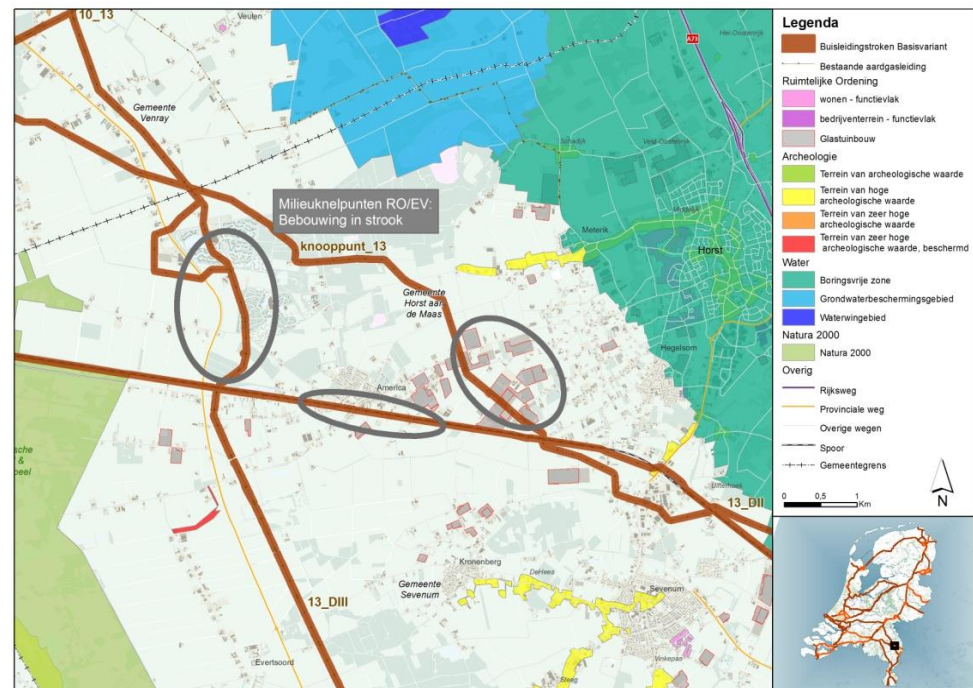 10_13
Veulen
Gemeente
Venray
Milieuknelpunten RO/EV:
Bebouwing in strook
knooppunt_13
Gemeente
Horst aan
de Maas
America
Meterik
Schadijk
Horst
Hegelsom
A73
13_DII
13_DIII
Kronenberg
Gemeente
Sevenum
DeHees
Sevenum
Vinkepas
Steeg
Evertsoord
Legenda
Buisleidingstroken Basisvariant
Bestaande aardgasleiding
Ruimtelijke Ordening
wonen - functievlak
bedrijventerrein - functievlak
Glastuinbouw
Archeologie
Terrein van archeologische waarde
Terrein van hoge
archeologische waarde
Terrein van zeer hoge
archeologische waarde
Terrein van zeer hoge
archeologische waarde, beschermd
Water
Boringsvrije zone
Grondwaterbeschermingsgebied
Waterwingebied
Natura 2000
Natura 2000
Overig
Rijksweg
Provinciale weg
Overige wegen
Spoor
Gemeentegrens
0 0,5 1
Km
N